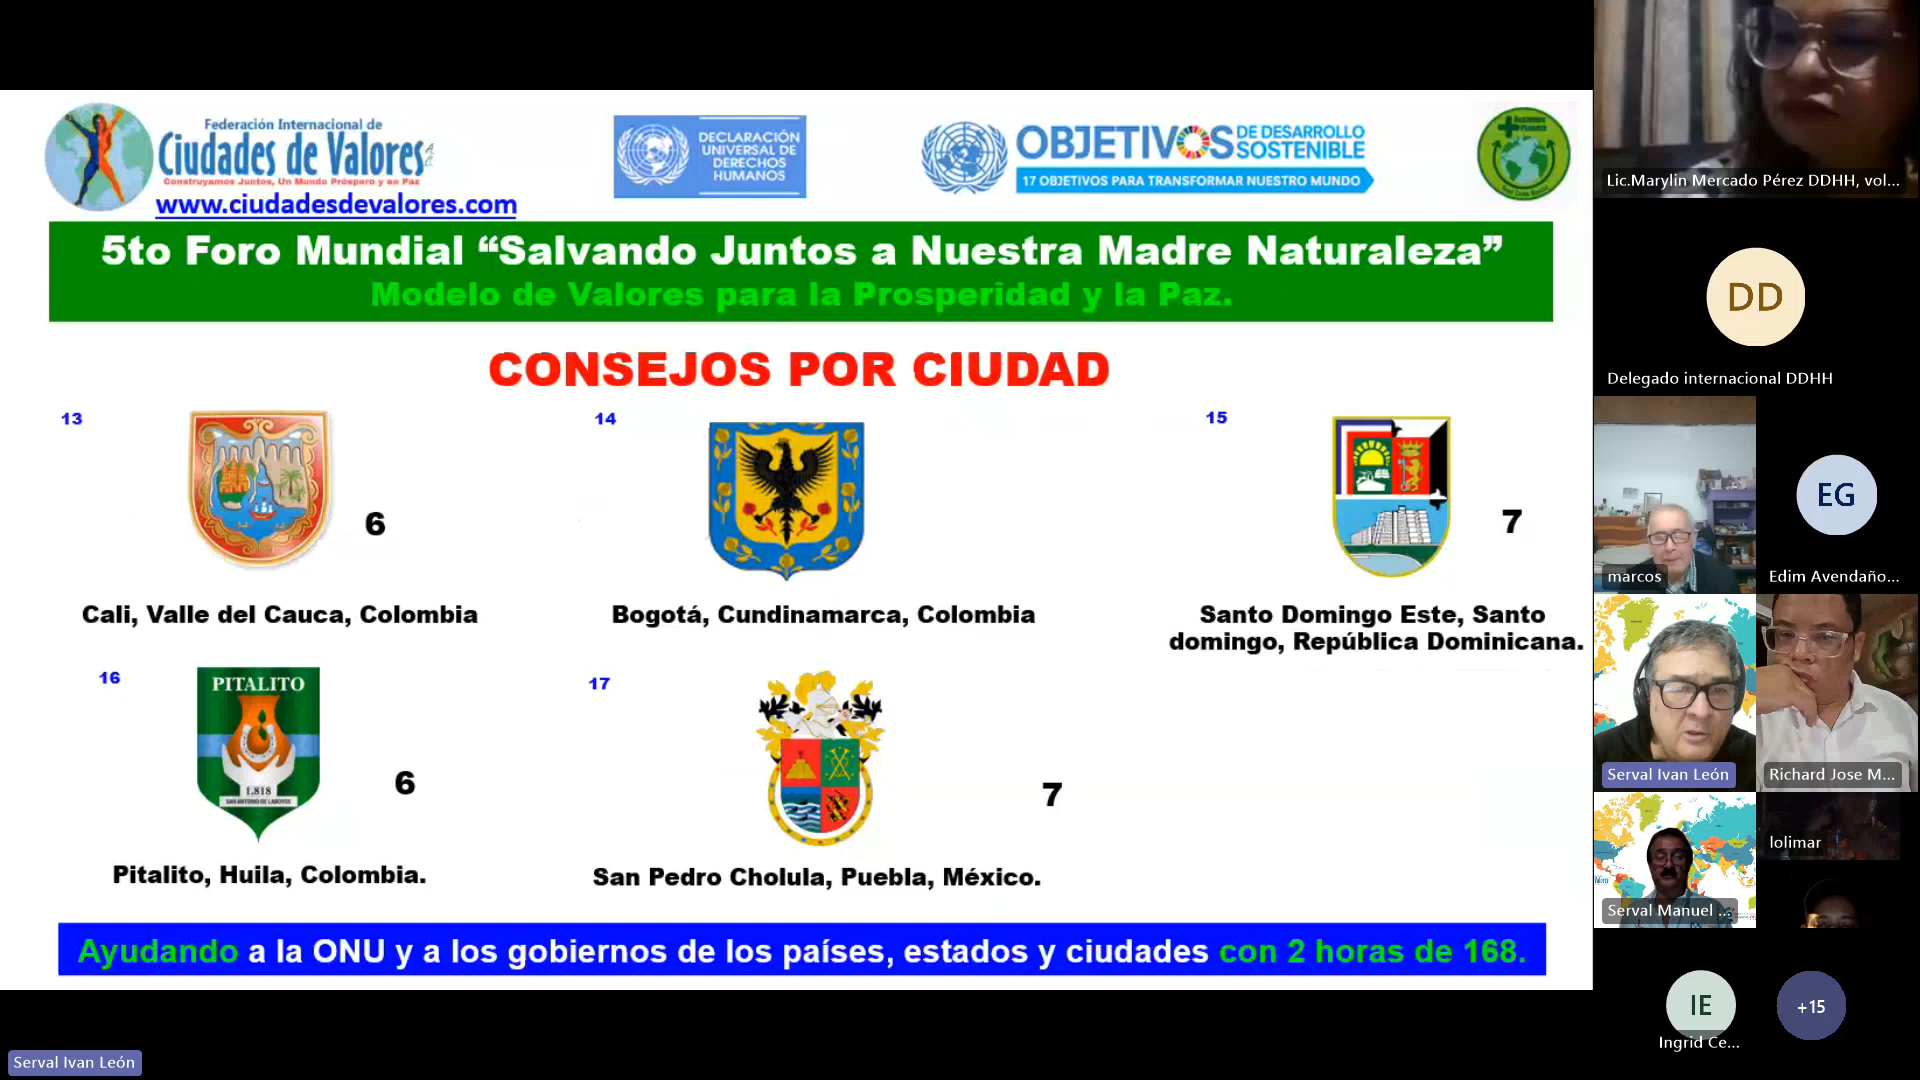 Federación Internacional de
Ciudades de Valores
Construyamos Juntos, Un Mundo Próspero y en Paz
www.ciudadesdevalores.com
DECLARACIÓN
UNIVERSAL DE
DERECHOS
HUMANOS
OBJETIVOS DE DESARROLLO
SOSTENIBLE
17 OBJETIVOS PARA TRANSFORMAR NUESTRO MUNDO
5to Foro Mundial “Salvando Juntos a Nuestra Madre Naturaleza”
Modelo de Valores para la Prosperidad y la Paz.
CONSEJOS POR CIUDAD
13
6
Cali, Valle del Cauca, Colombia
14
Bogotá, Cundinamarca, Colombia
15
7
Santo Domingo Este, Santo
domingo, República Dominicana.
16
PITALITO
1.818
SAN ANTONIO DE LABOYOS
6
Pitalito, Huila, Colombia.
17
7
San Pedro Cholula, Puebla, México.
Ayudando a la ONU y a los gobiernos de los países, estados y ciudades con 2 horas de 168.
Serval Ivan León
Lic.Marylin Mercado Pérez DDHH, vol...
DD
Delegado internacional DDHH
marcos
EG
Edim Avendaño...
Serval Ivan León
Richard Jose M...
Serval Manuel ...
lolimar
IE
Ingrid Ce...
+15